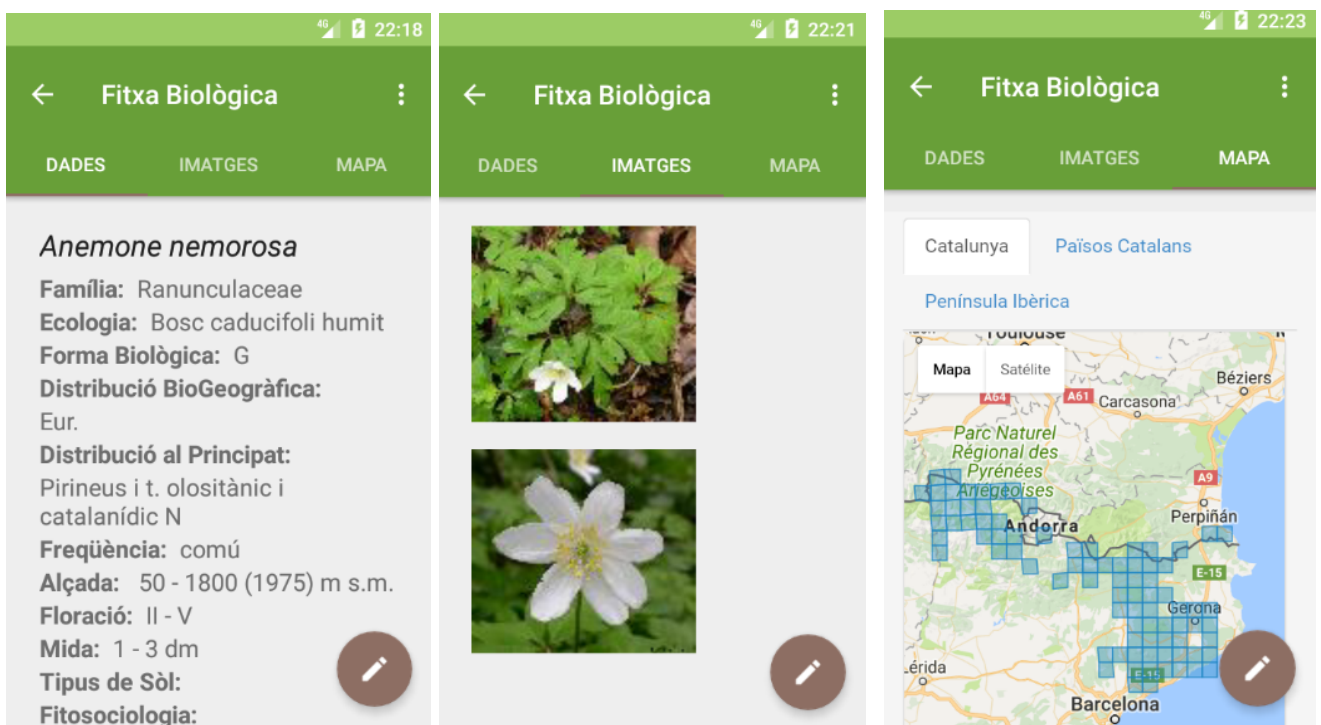 4G 22:18
Fitxa Biològica
DADES IMATGES MAPA
Anemone nemorosa
Família: Ranunculaceae
Ecologia: Bosc caducifoli humit
Forma Biològica: G
Distribució BioGeogràfica:
Eur.
Distribució al Principat:
Pirineus i t. olositànic i
catalanídic N
Freqüència: comú
Alçada: 50 - 1800 (1975) m s.m.
Floració: II - V
Mida: 1 - 3 dm
Tipus de Sòl:
Fitosociologia:
4G 22:21
Fitxa Biològica
DADES IMATGES MAPA
4G 22:23
Fitxa Biològica
DADES IMATGES MAPA
Catalunya Països Catalans
Península Ibèrica
Toulouse
Mapa Satélite
Béziers
A64 A61 Carcasona
Parc Naturel
Régional des
Pyrénées
Ariégeoises
A9
Andorra
Perpiñán
E-15
Gerona
Lérida
E-15
Barcelona